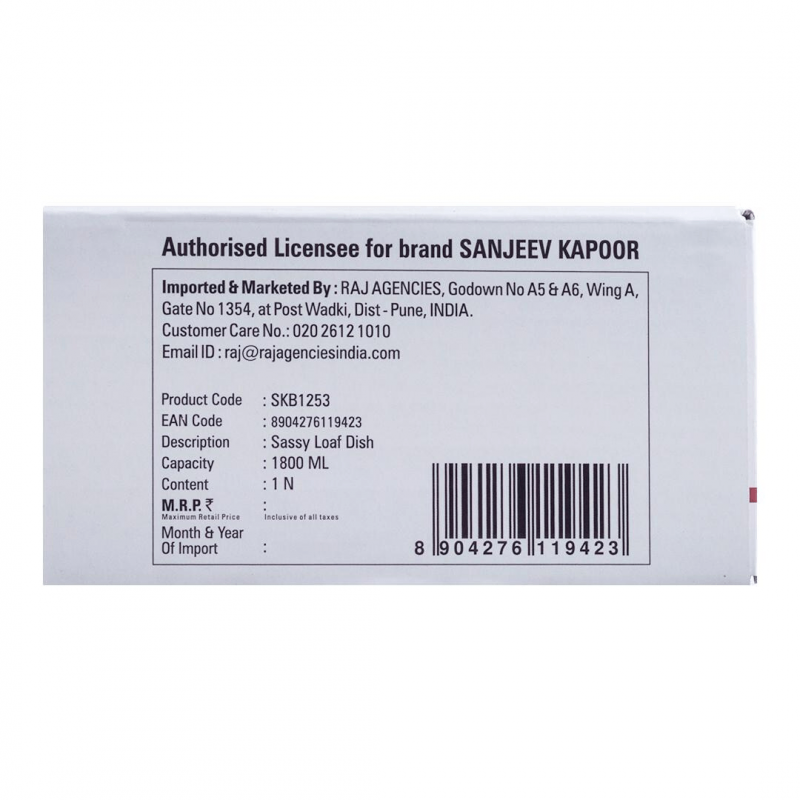 Authorised Licensee for brand SANJEEV KAPOOR
Imported & Marketed By : RAJ AGENCIES, Godown No A5 & A6, Wing A,
Gate No 1354, at Post Wadki, Dist - Pune, INDIA.
Customer Care No.: 020 2612 1010
Email ID : raj@rajagenciesindia.com
Product Code : SKB1253
EAN Code : 8904276119423
Description : Sassy Loaf Dish
Capacity : 1800 ML
Content : 1 N
M.R.P. ₹ :
Maximum Retail Price Inclusive of all taxes
Month & Year
Of Import :
8 904276 119423